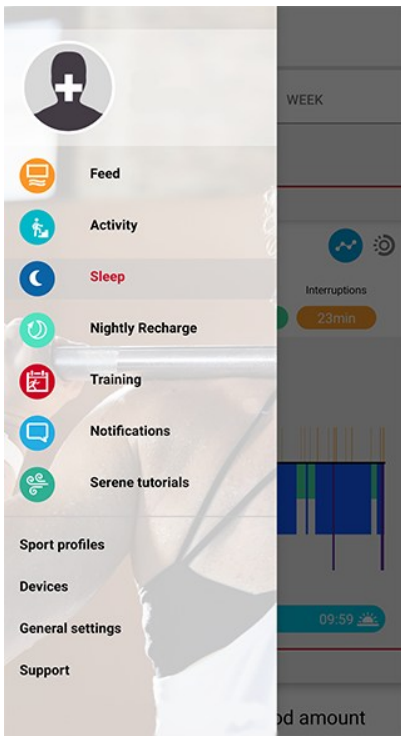 WEEK
Feed
Activity
Sleep
Interruptions
Nightly Recharge
23min
Training
Notifications
Serene tutorials
Sport profiles
Devices
General settings
09:59
Support
amount